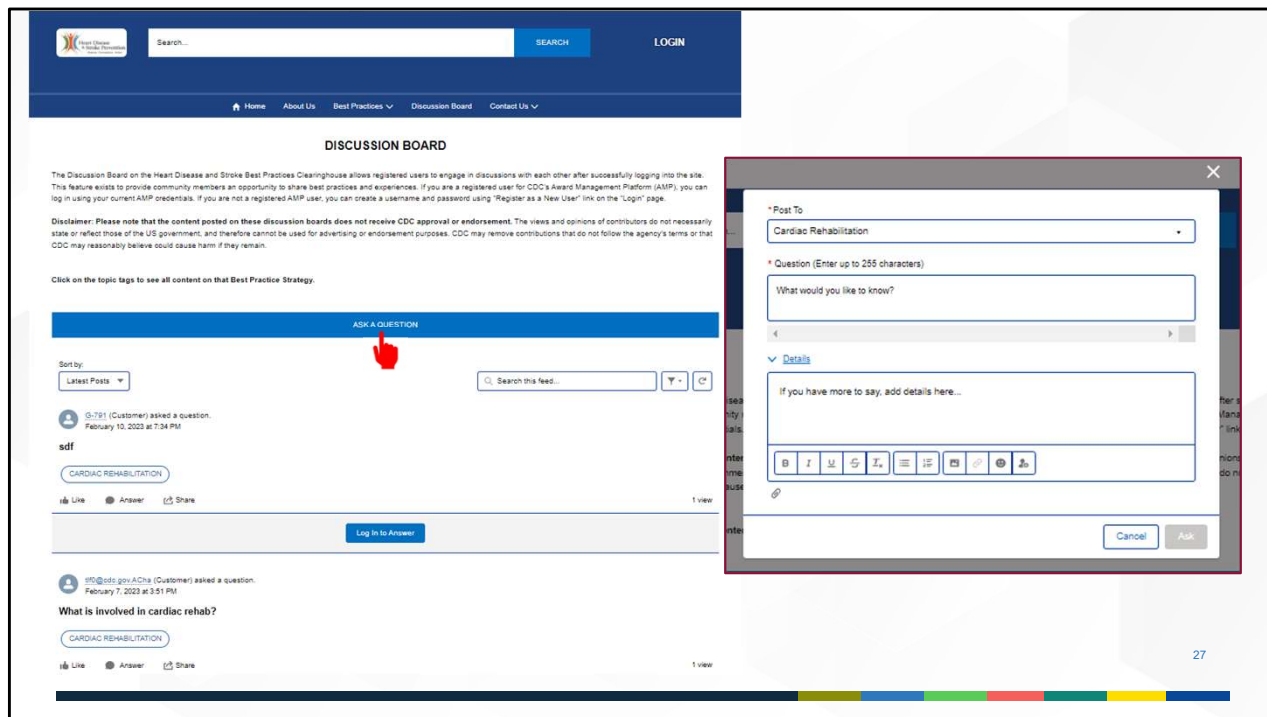 Heart Disease
& Stroke Prevention
Search...
SEARCH
LOGIN
Home
About Us
Best Practices
Discussion Board
Contact Us
DISCUSSION BOARD
The Discussion Board on the Heart Disease and Stroke Best Practices Clearinghouse allows registered users to engage in discussions with each other after successfully logging into the site.
This feature exists to provide community members an opportunity to share best practices and experiences. If you are a registered user for CDC's Award Management Platform (AMP), you can
log in using your current AMP credentials. If you are not a registered AMP user, you can create a username and password using "Register as a New User" link on the "Login" page.
Disclaimer: Please note that the content posted on these discussion boards does not receive CDC approval or endorsement. The views and opinions of contributors do not necessarily
state or reflect those of the US government, and therefore cannot be used for advertising or endorsement purposes. CDC may remove contributions that do not follow the agency's terms or that
CDC may reasonably believe could cause harm if they remain.
Click on the topic tags to see all content on that Best Practice Strategy.
ASK A QUESTION
Sort by:
Latest Posts
Search this feed...
G-791 (Customer) asked a question.
February 10, 2023 at 7:34 PM
sdf
CARDIAC REHABILITATION
Like
Answer
Share
1 view
Log In to Answer
(Customer) asked a question.
February 7, 2023 at 3:51 PM
What is involved in cardiac rehab?
CARDIAC REHABILITATION
Like
Answer
Share
1 view
* Post To
Cardiac Rehabilitation
* Question (Enter up to 255 characters)
What would you like to know?
Details
If you have more to say, add details here...
B I U S Tx
Cancel
Ask
27